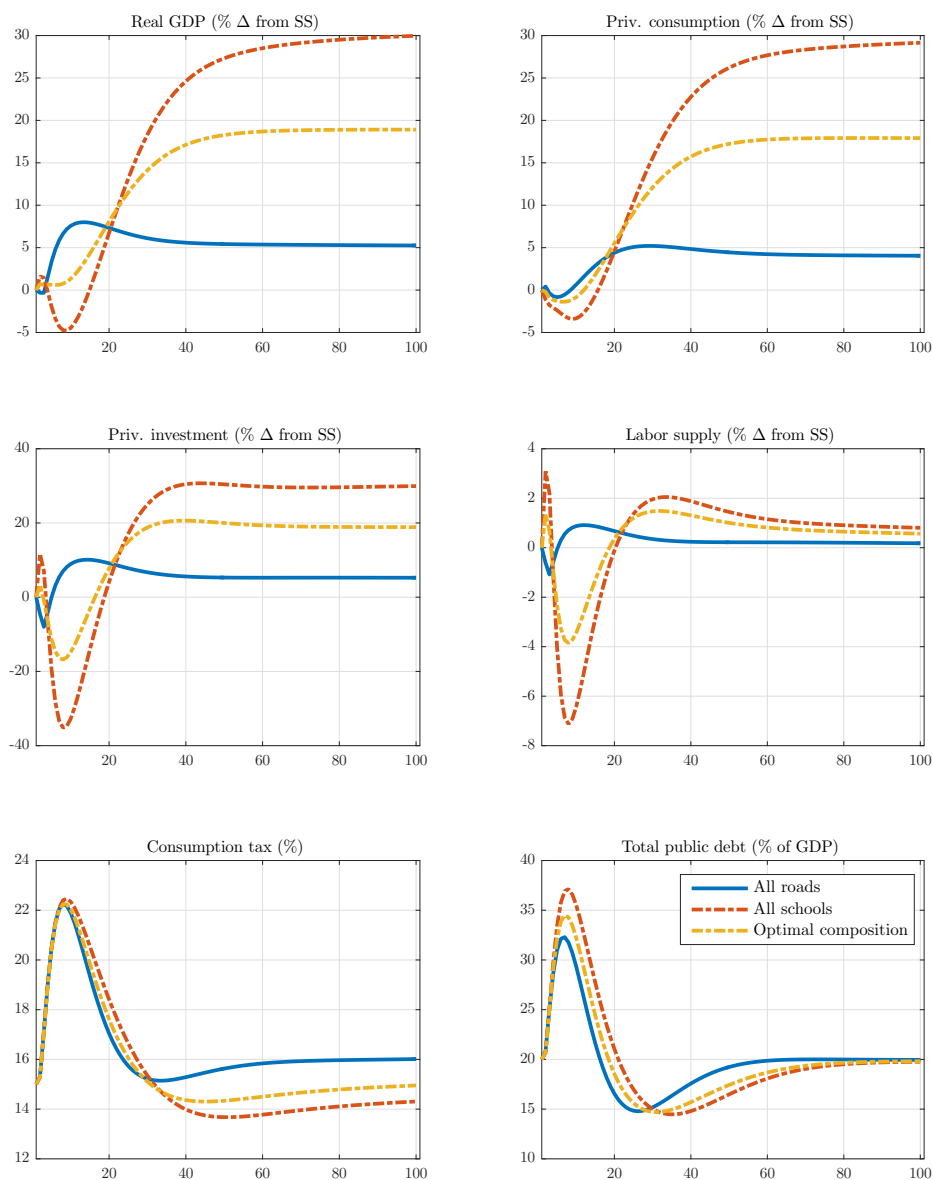 Real GDP (% Δ from SS)
30
25
20
15
10
5
0
-5
20 40 60 80 100
Priv. consumption (% Δ from SS)
30
25
20
15
10
5
0
-5
20 40 60 80 100
Priv. investment (% Δ from SS)
40
20
0
-20
-40
20 40 60 80 100
Labor supply (% Δ from SS)
4
2
0
-2
-4
-6
-8
20 40 60 80 100
Consumption tax (%)
24
22
20
18
16
14
12
20 40 60 80 100
Total public debt (% of GDP)
40
35
30
25
20
15
10
20 40 60 80 100
All roads
All schools
Optimal composition